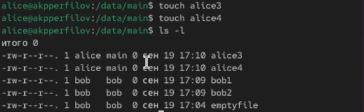 alice@akpperfilov:/data/main$ touch alice3
alice@akpperfilov:/data/main$ touch alice4
alice@akpperfilov:/data/main$ ls -l
итого 0
-rw-r--r--. 1 alice main 0 сен 19 17:10 alice3
-rw-r--r--. 1 alice main 0 сен 19 17:10 alice4
-rw-r--r--. 1 bob bob 0 сен 19 17:09 bob1
-rw-r--r--. 1 bob bob 0 сен 19 17:09 bob2
-rw-r--r--. 1 bob bob 0 сен 19 17:04 emptyfile